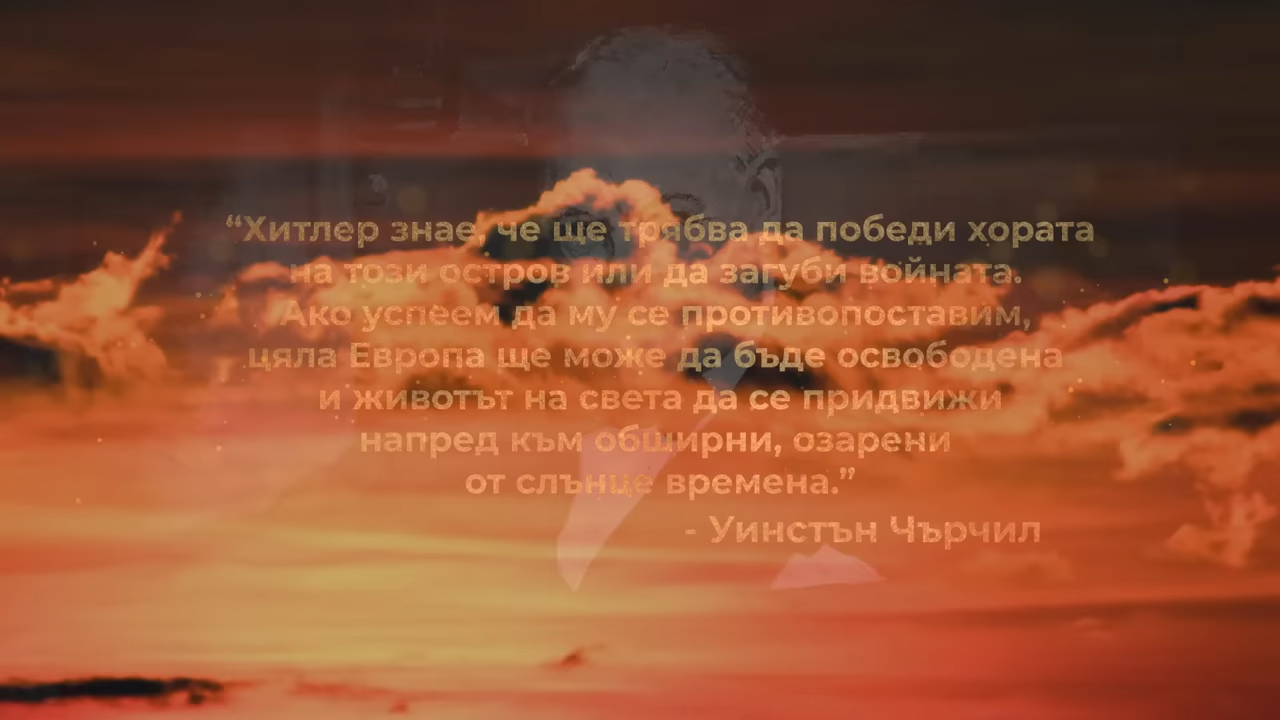 “Хитлер знае, че ще трябва да победи хората
на този остров или да загуби войната.
Ако успеем да му се противопоставим,
цяла Европа ще може да бъде освободена
и животът на света да се придвижи
напред към обширни, озарени
от слънце времена.”
- Уинстън Чърчил